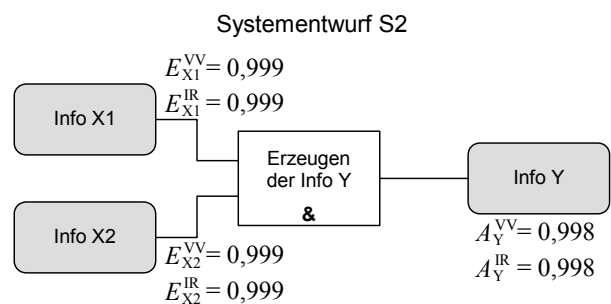 Systementwurf S2
E_X1^VV = 0,999
E_X1^IR = 0,999
Info X1
Erzeugen
der Info Y
&
Info Y
Info X2
A_Y^VV = 0,998
A_Y^IR = 0,998
E_X2^VV = 0,999
E_X2^IR = 0,999